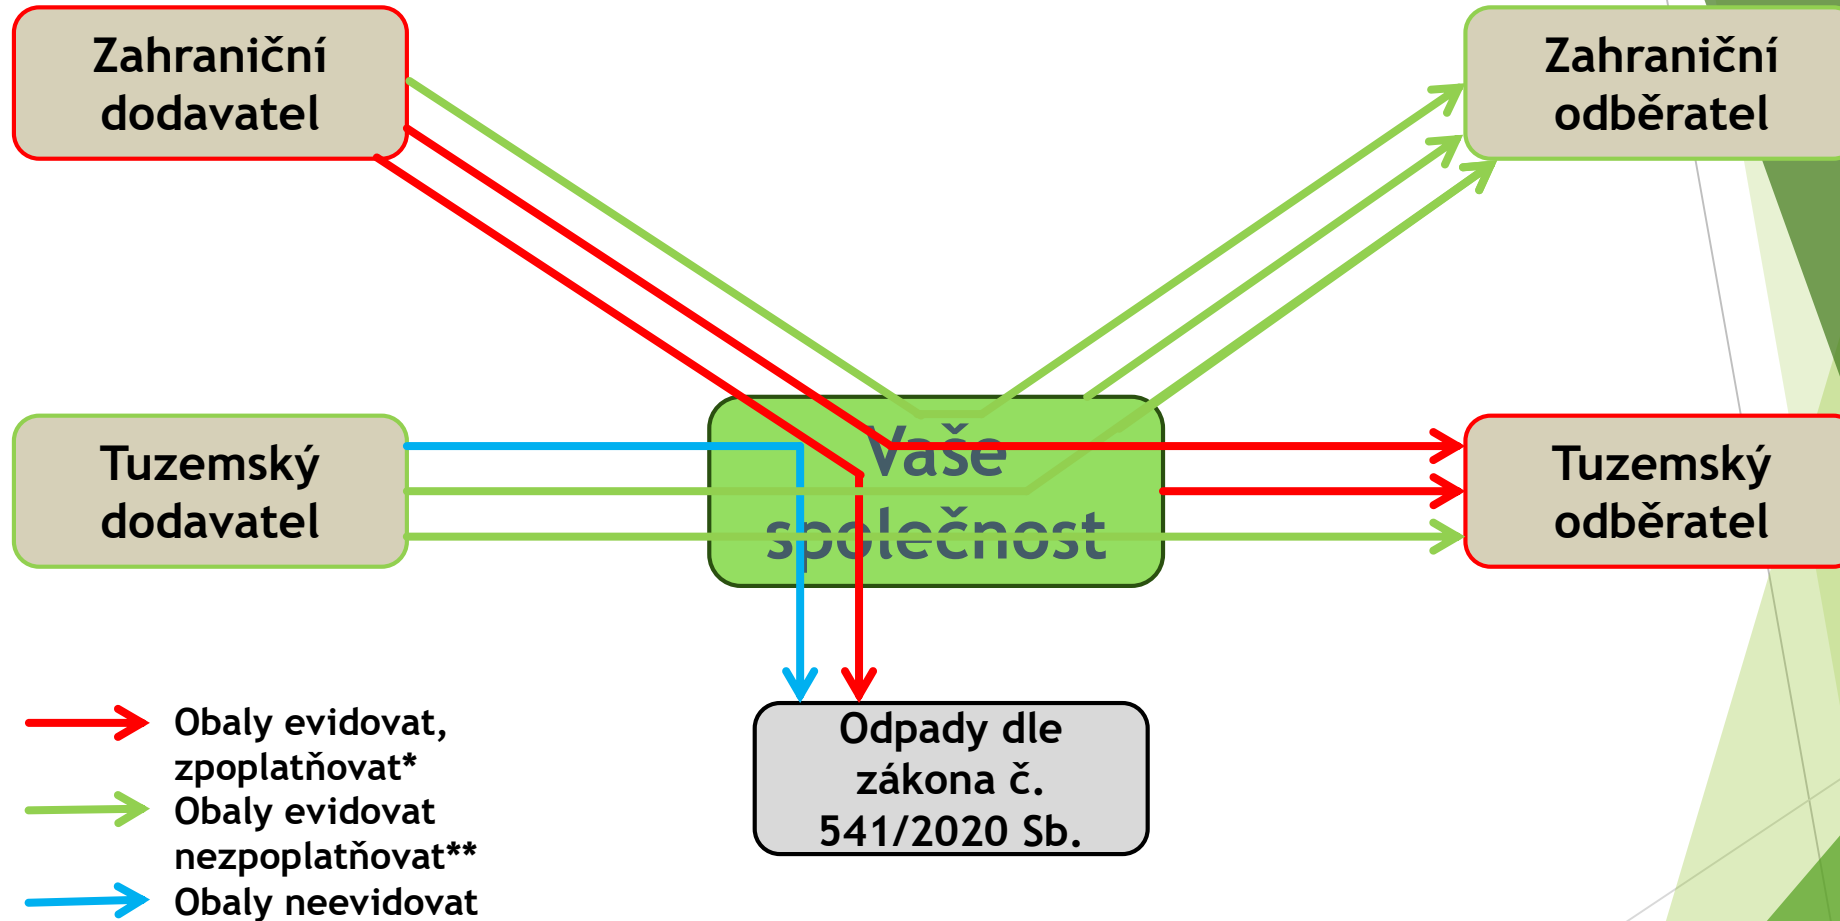 Zahraniční
dodavatel
Zahraniční
odběratel
Tuzemský
dodavatel
Vaše
společnost
Tuzemský
odběratel
Odpady dle
zákona č.
541/2020 Sb.
Obaly evidovat,
zpoplatňovat*
Obaly evidovat
nezpoplatňovat**
Obaly neevidovat